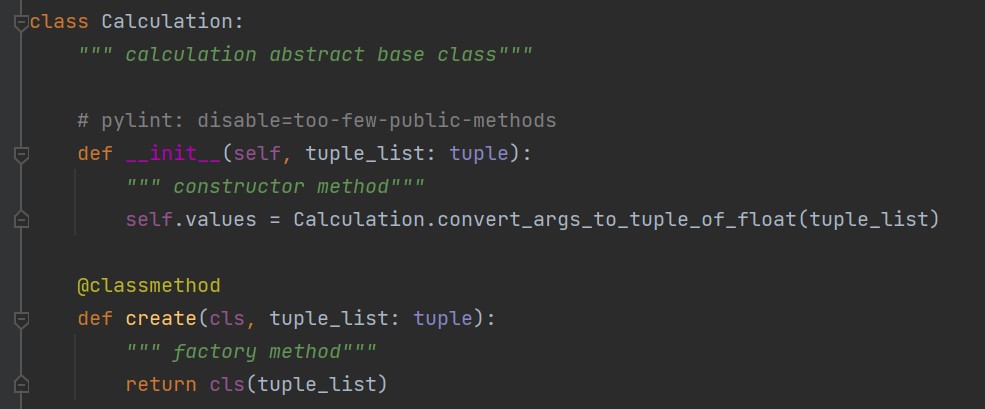 class Calculation:
""" calculation abstract base class"""
# pylint: disable=too-few-public-methods
def __init__(self, tuple_list: tuple):
""" constructor method"""
self.values = Calculation.convert_args_to_tuple_of_float(tuple_list)
@classmethod
def create(cls, tuple_list: tuple):
""" factory method"""
return cls(tuple_list)